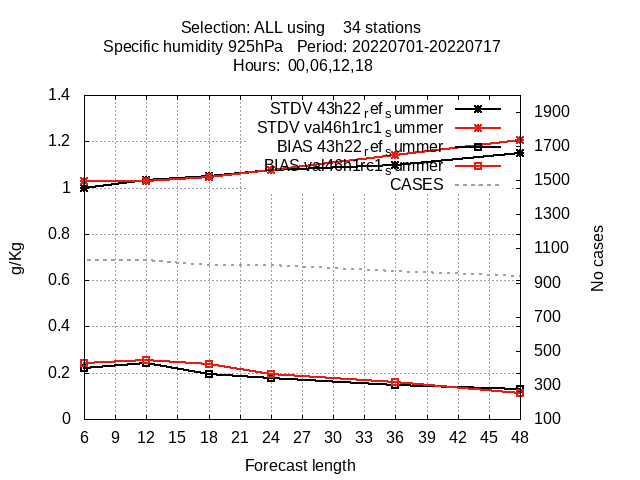 Selection: ALL using    34 stations
Specific humidity 925hPa   Period: 20220701-20220717
Hours:  00,06,12,18
STDV 43h22_ref_summer
STDV val46h1rc1_summer
BIAS 43h22_ref_summer
BIAS val46h1rc1_summer
CASES
1.4
1.2
1
0.8
0.6
0.4
0.2
0
g/Kg
1900
1700
1500
1300
1100
900
700
500
300
100
No cases
6 9 12 15 18 21 24 27 30 33 36 39 42 45 48
Forecast length